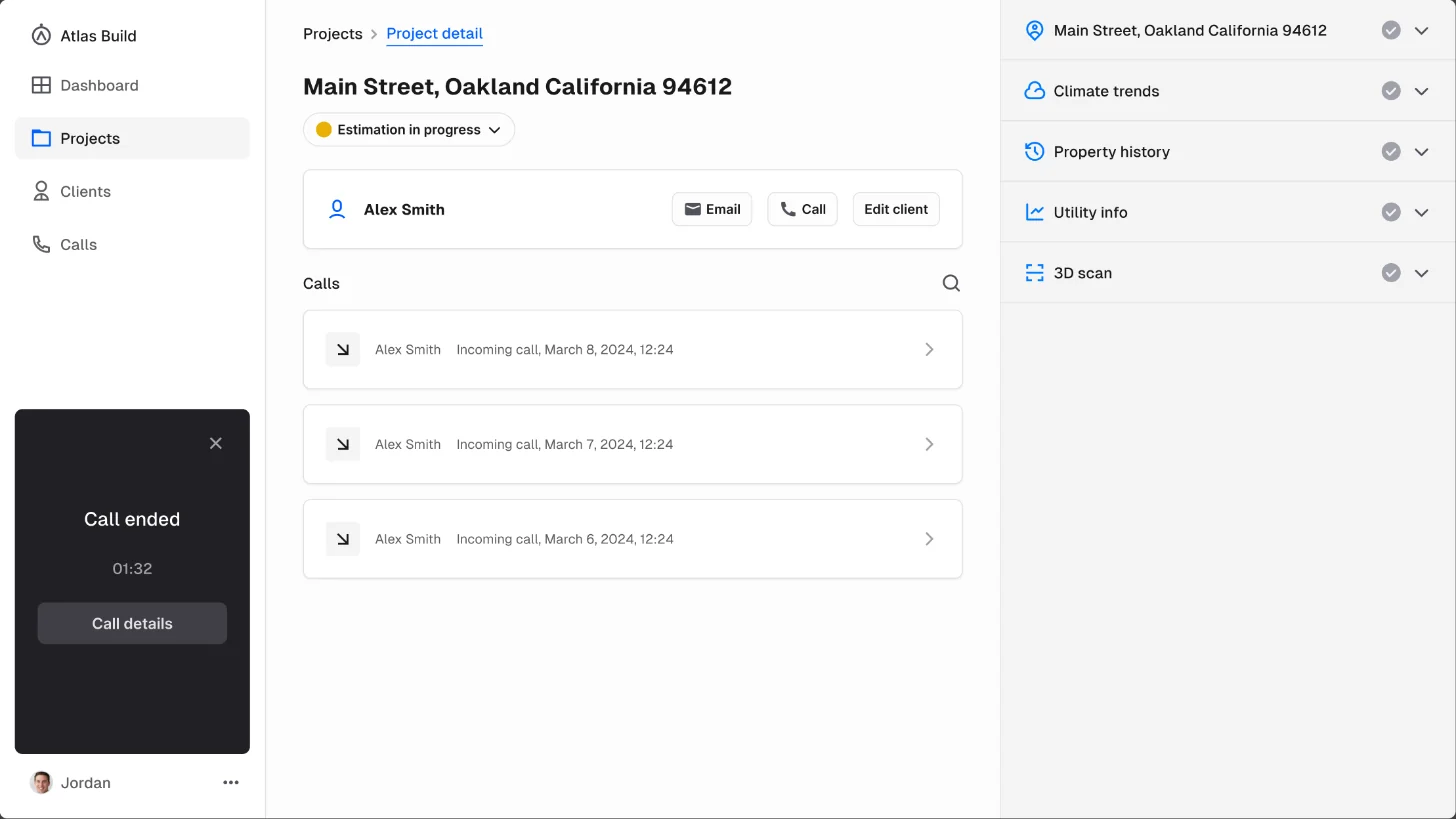 Atlas Build
Dashboard
Projects
Clients
Calls
Call ended
01:32
Call details
Jordan
Projects > Project detail
Main Street, Oakland California 94612
Estimation in progress
Alex Smith
Email
Call
Edit client
Calls
Alex Smith Incoming call, March 8, 2024, 12:24
Alex Smith Incoming call, March 7, 2024, 12:24
Alex Smith Incoming call, March 6, 2024, 12:24
Main Street, Oakland California 94612
Climate trends
Property history
Utility info
3D scan